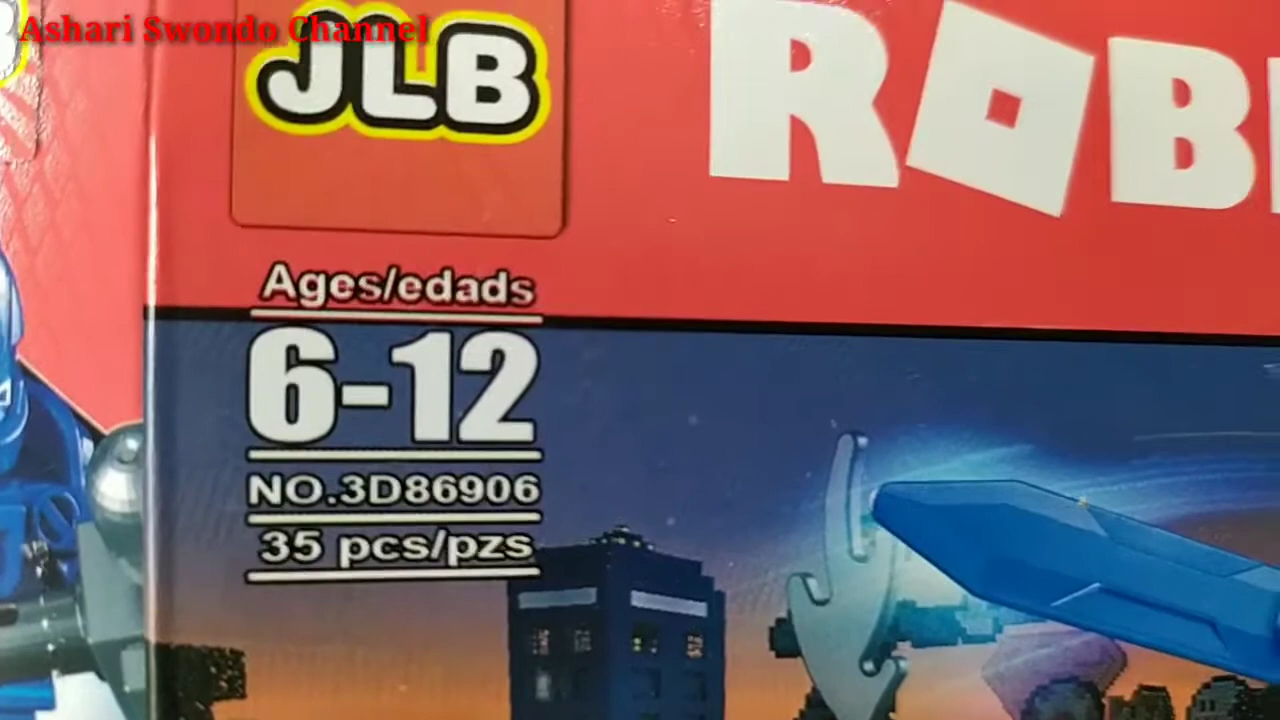 Ashari Swondo Channel
JLB
ROB
Ages/edads
6-12
NO.3D86906
35 pcs/pzs